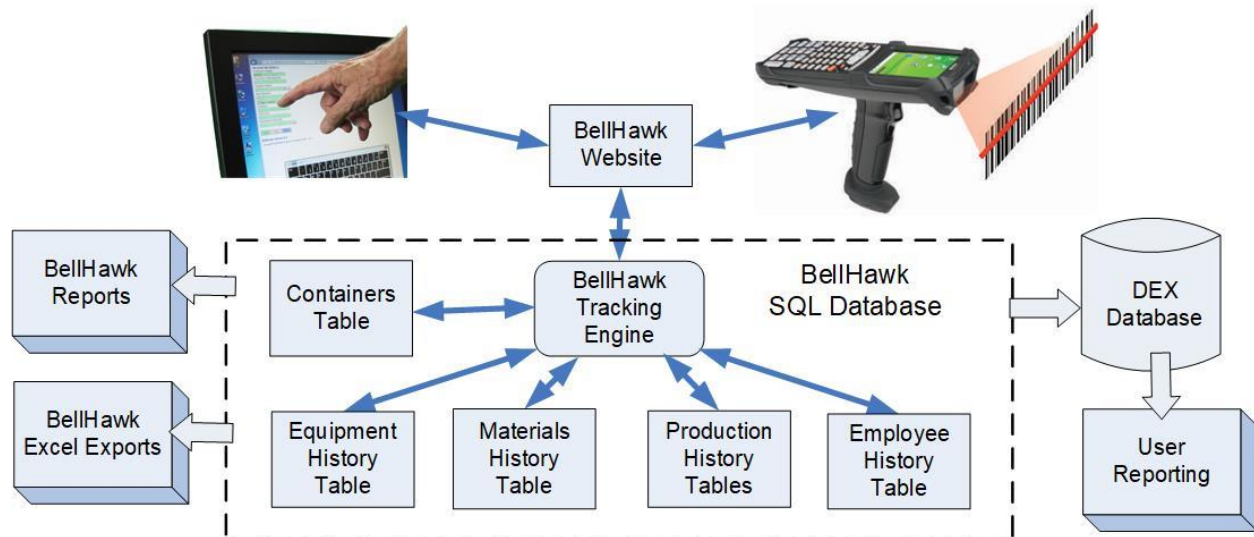 BellHawk
Website
BellHawk
Reports
Containers
Table
BellHawk
Tracking
Engine
BellHawk
SQL Database
DEX
Database
BellHawk
Excel Exports
Equipment
History
Table
Materials
History
Table
Production
History
Tables
Employee
History
Table
User
Reporting